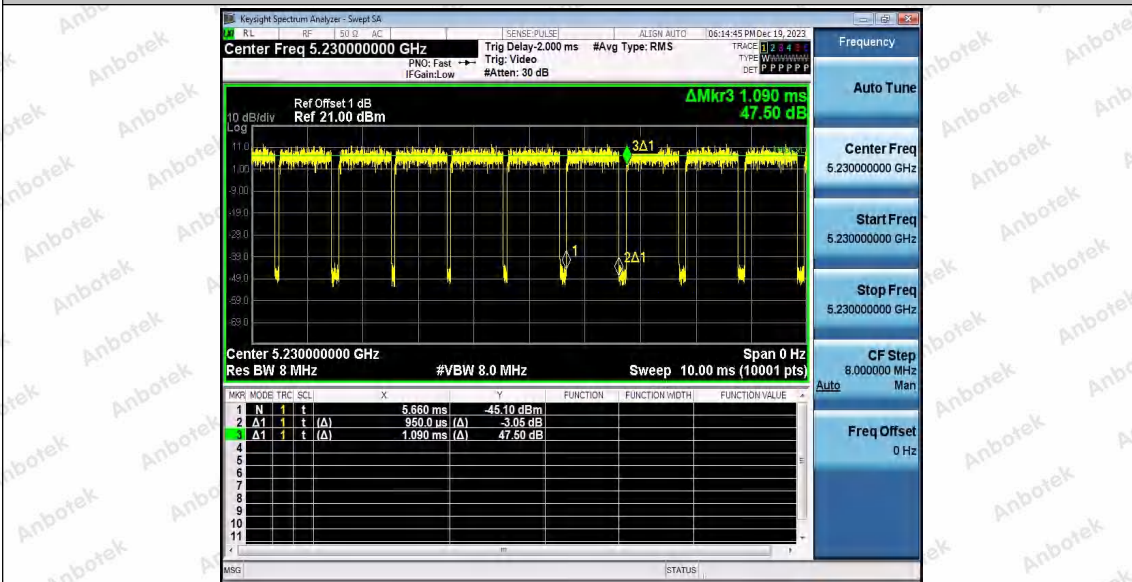 Keysight Spectrum Analyzer - Swept SA
RL RF 50 Ω AC SENSE:PULSE ALIGN AUTO 06:14:45 PM Dec 19, 2023
Center Freq 5.230000000 GHz
Trig Delay-2.000 ms #Avg Type: RMS
TRACE 1 2 3 4 5 6
PNO: Fast Trig: Video
TYPE WWWWWW
IFGain:Low #Atten: 30 dB
DET P P P P P P
Frequency
Auto Tune
ΔMkr3 1.090 ms
47.50 dB
Ref Offset 1 dB
10 dB/div Ref 21.00 dBm
Log
11.0
1.00
-9.00
-19.0
-29.0
-39.0
-49.0
-59.0
-69.0
3Δ1
1
2Δ1
Center Freq
5.230000000 GHz
Start Freq
5.230000000 GHz
Stop Freq
5.230000000 GHz
CF Step
8.000000 MHz
Auto Man
Freq Offset
0 Hz
Center 5.230000000 GHz Span 0 Hz
Res BW 8 MHz #VBW 8.0 MHz Sweep 10.00 ms (10001 pts)
MKR MODE TRC SCL X Y FUNCTION FUNCTION WIDTH FUNCTION VALUE
1 N 1 t 5.660 ms -45.10 dBm
2 Δ1 1 t (Δ) 950.0 µs (Δ) -3.05 dB
3 Δ1 1 t (Δ) 1.090 ms (Δ) 47.50 dB
4
5
6
7
8
9
10
11
MSG STATUS
Anbotek